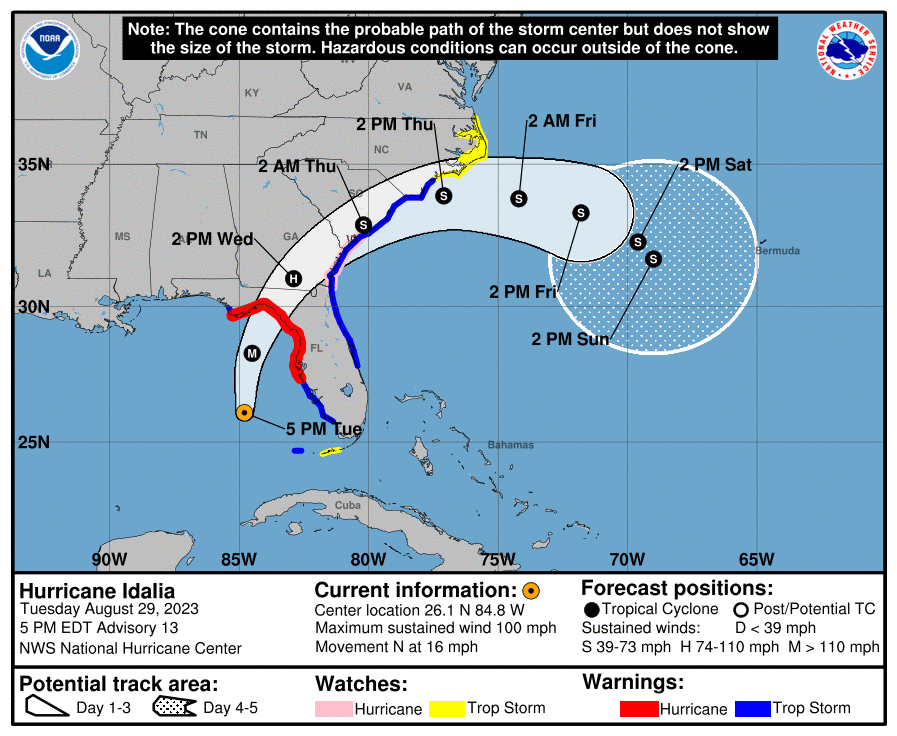 Note: The cone contains the probable path of the storm center but does not show
the size of the storm. Hazardous conditions can occur outside of the cone.
NOAA
NATIONAL WEATHER SERVICE
KY
VA
TN
NC
2 PM Thu
2 AM Fri
35N
2 AM Thu
SC
2 PM Sat
MS
GA
2 PM Wed
S
S
S
S
S
S
Bermuda
LA
H
30N
2 PM Fri
2 PM Sun
FL
M
5 PM Tue
25N
Bahamas
Cuba
90W
85W
80W
75W
70W
65W
Hurricane Idalia
Tuesday August 29, 2023
5 PM EDT Advisory 13
NWS National Hurricane Center
Current information:
Center location 26.1 N 84.8 W
Maximum sustained wind 100 mph
Movement N at 16 mph
Forecast positions:
Tropical Cyclone Post/Potential TC
Sustained winds: D < 39 mph
S 39-73 mph H 74-110 mph M > 110 mph
Potential track area:
Day 1-3 Day 4-5
Watches:
Hurricane Trop Storm
Warnings:
Hurricane Trop Storm